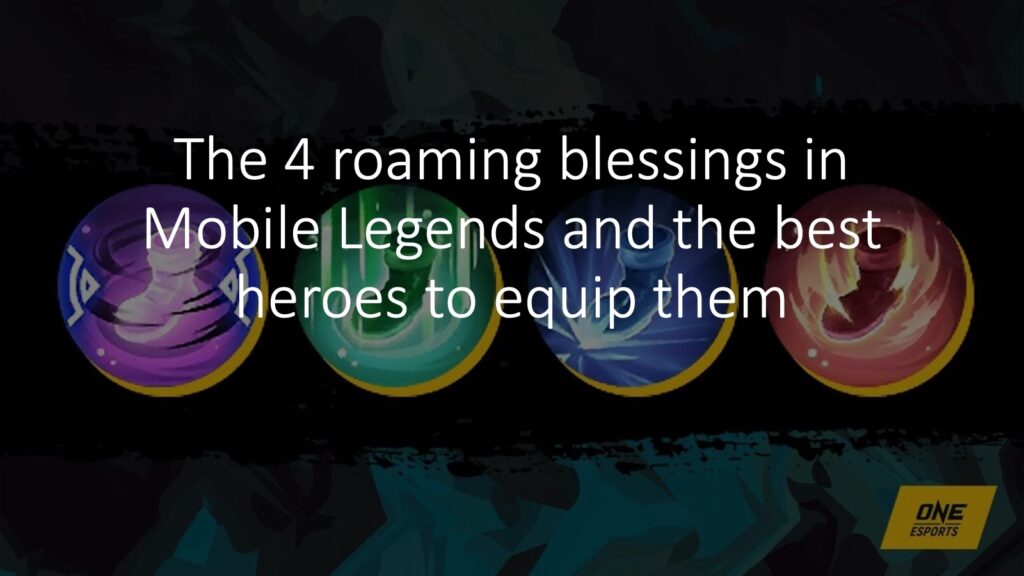 The 4 roaming blessings in
Mobile Legends and the best
heroes to equip them
ONE
ESPORTS